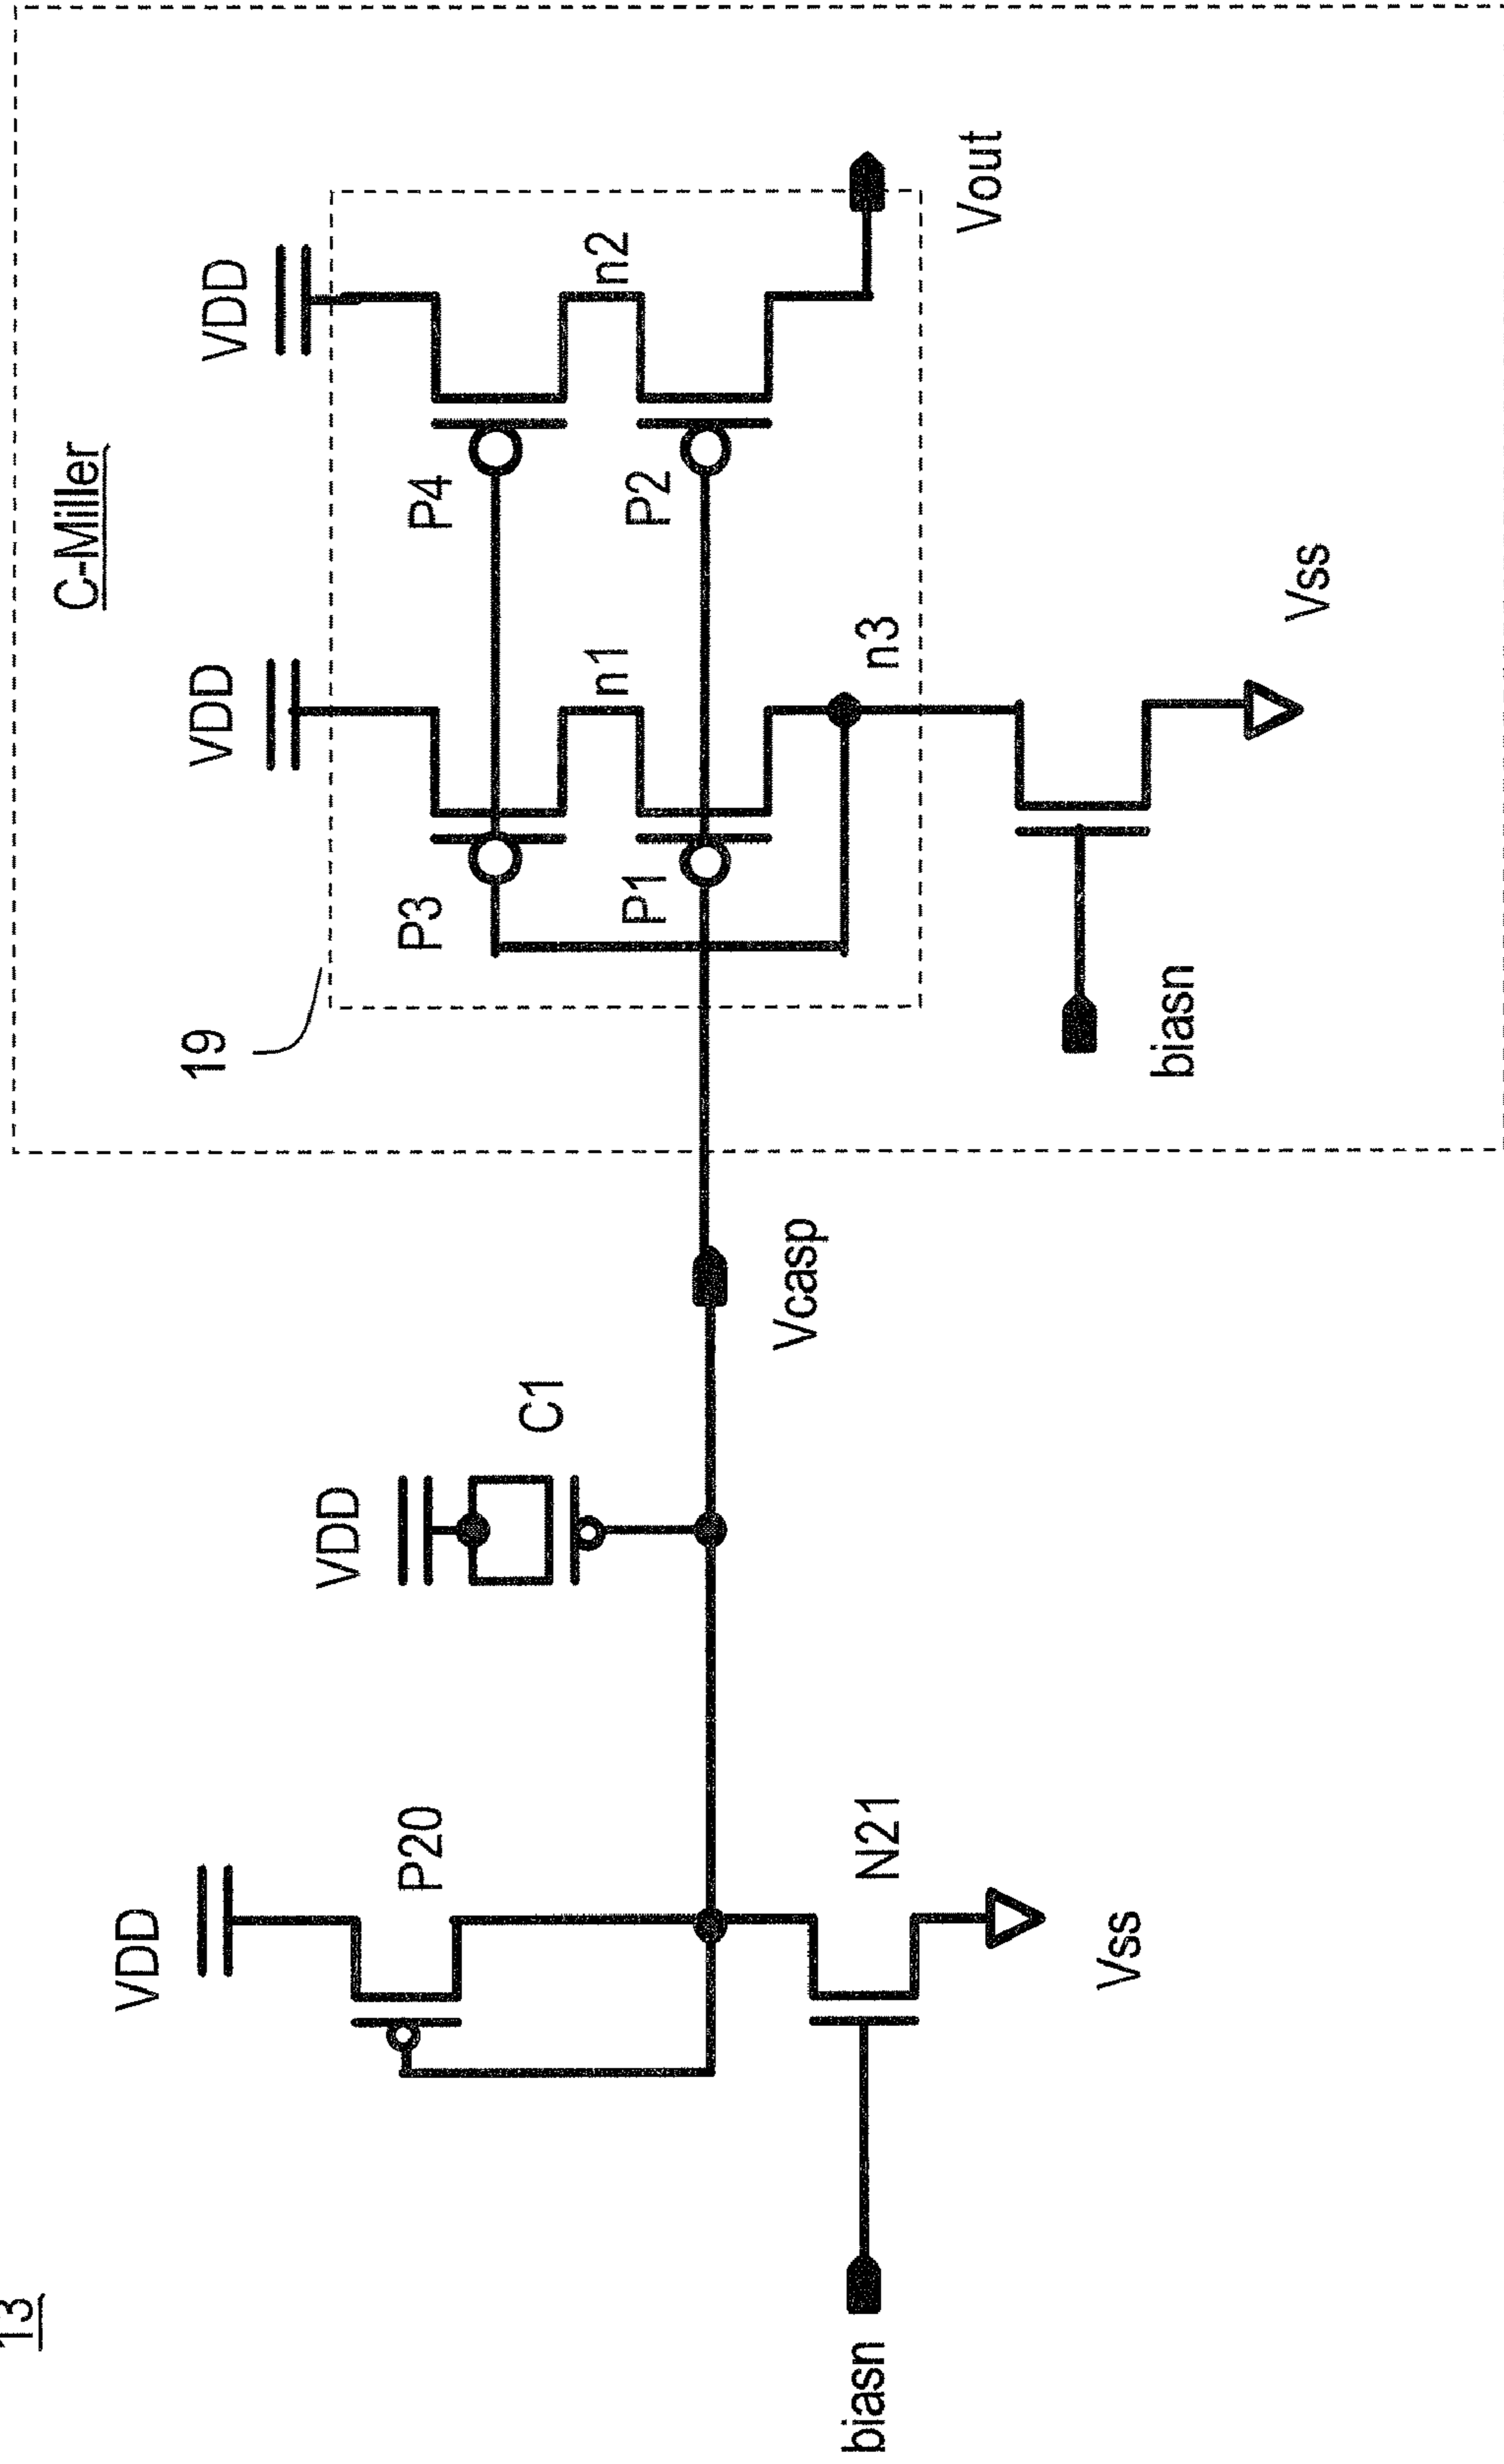 13
C-Miller
19
VDD
VDD
P3
P4
n1
n2
P1
P2
n3
Vout
biasn
Vss
VDD
P20
VDD
C1
Vcasp
N21
biasn
Vss